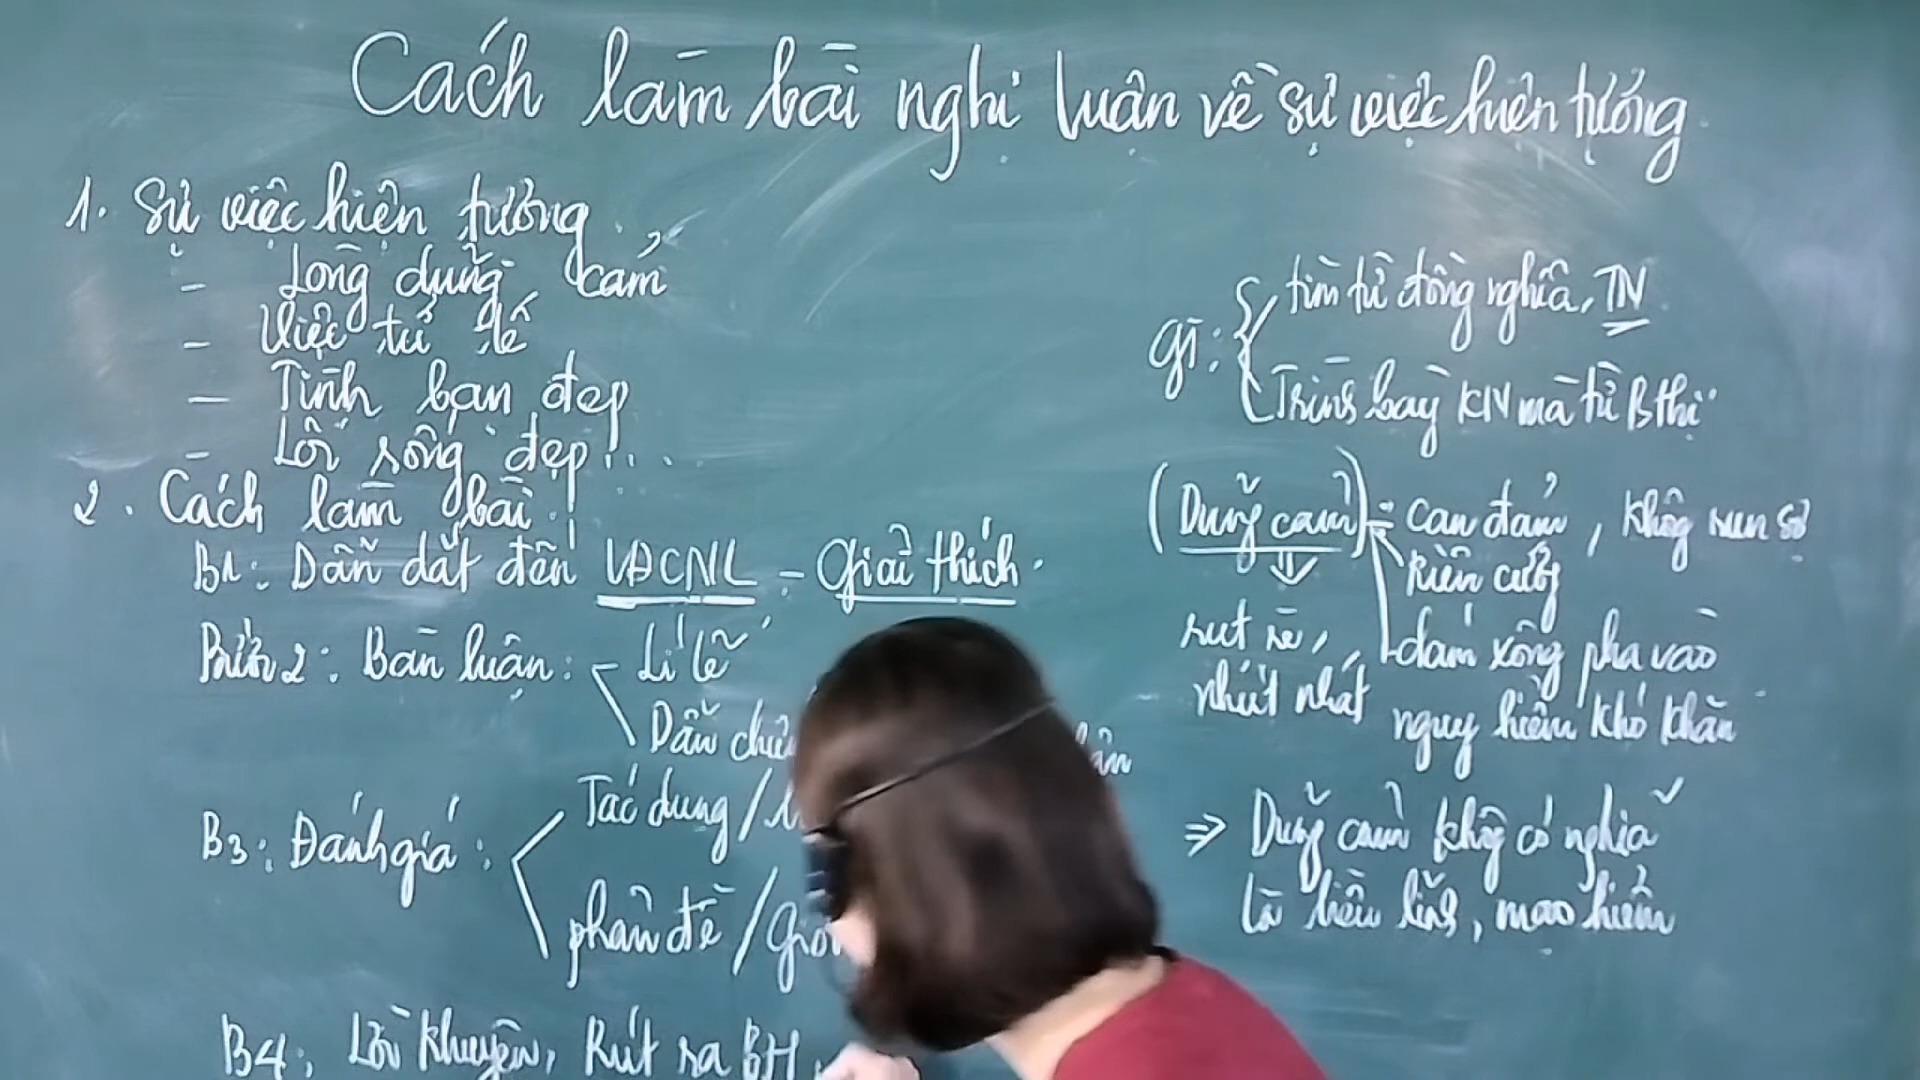 Cách làm bài nghị luận về sự việc hiện tượng
1. Sự việc hiện tượng
- Lòng dũng cảm
- Việc tử tế
- Tình bạn đẹp
- Lối sống đẹp...
2. Cách làm bài
B1: Dẫn dắt đến VĐCNL - Giải thích.
Bước 2: Bàn luận: - Lí lẽ
Dẫn
B3: Đánh giá:
Tác dụng /
phản đề /
B4: Lời khuyên, Rút ra BH
GT: { tìm từ đồng nghĩa, TN
Trình bày KN mà từ Bthị
(Dũng cảm) = can đảm, không run sợ
kiên cường
rụt rè, dám xông pha vào
nhút nhát nguy hiểm khó khăn
=> Dũng cảm không có nghĩa
là liều lĩnh, mạo hiểm